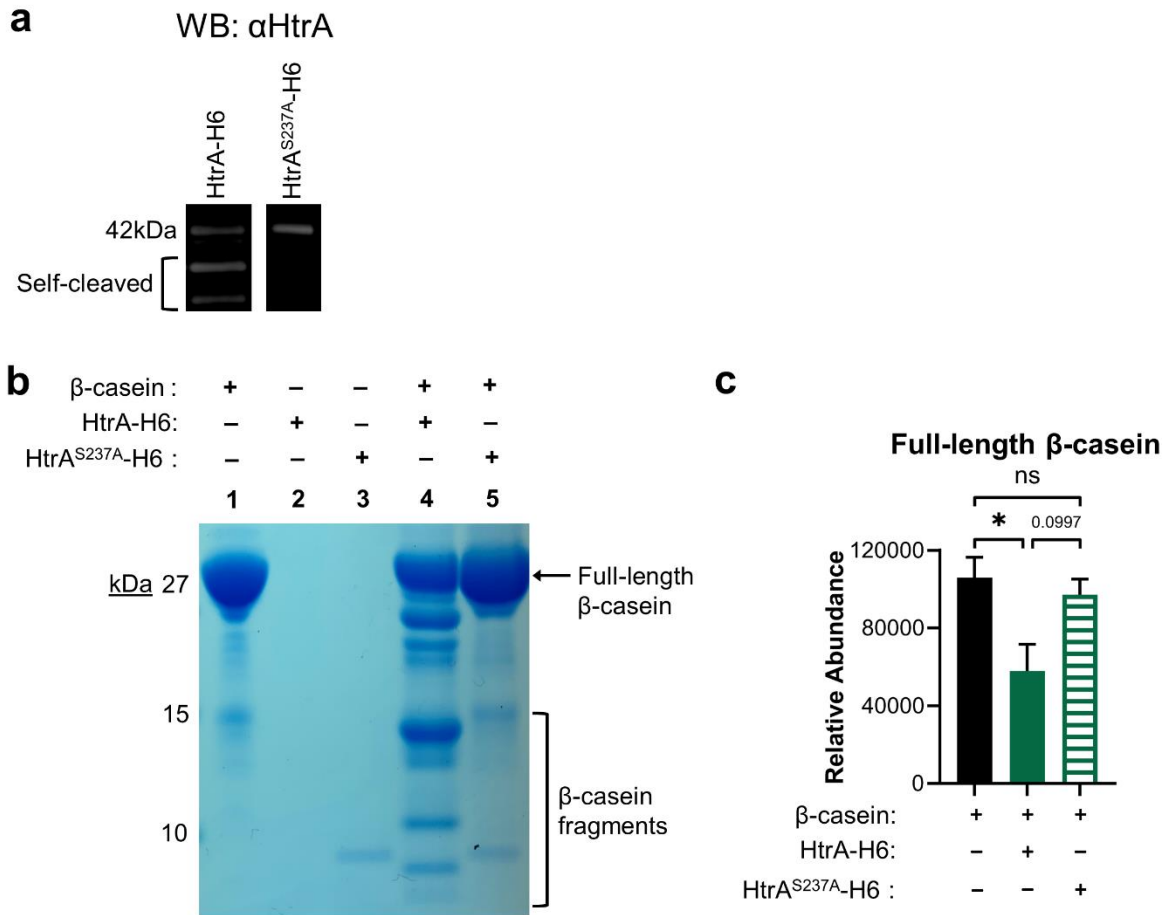 a
WB: αHtrA
HtrA-H6
HtrA^S237A-H6
42kDa
Self-cleaved
b
β-casein : + – – + +
HtrA-H6: – + – + –
HtrA^S237A-H6 : – – + – +
1 2 3 4 5
kDa 27
15
10
Full-length
β-casein
β-casein
fragments
c
Full-length β-casein
ns
* 0.0997
Relative Abundance
120000
80000
40000
0
β-casein: + + +
HtrA-H6: – + –
HtrA^S237A-H6 : – – +